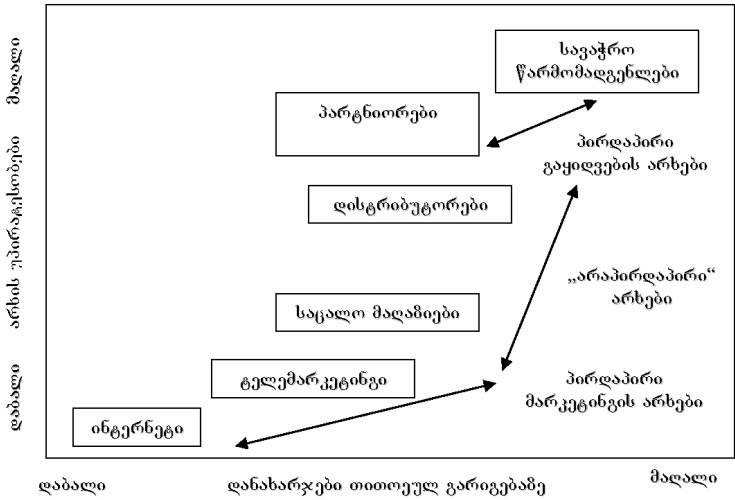 მაღალი
არხის უპირატესობები
დაბალი
სავაჭრო
წარმომადგენლები
პარტნიორები
პირდაპირი
გაყიდვების არხები
დისტრიბუტორები
„არაპირდაპირი“
არხები
საცალო მაღაზიები
ტელემარკეტინგი
პირდაპირი
მარკეტინგის არხები
ინტერნეტი
დაბალი
დანახარჯები თითოეულ გარიგებაზე
მაღალი